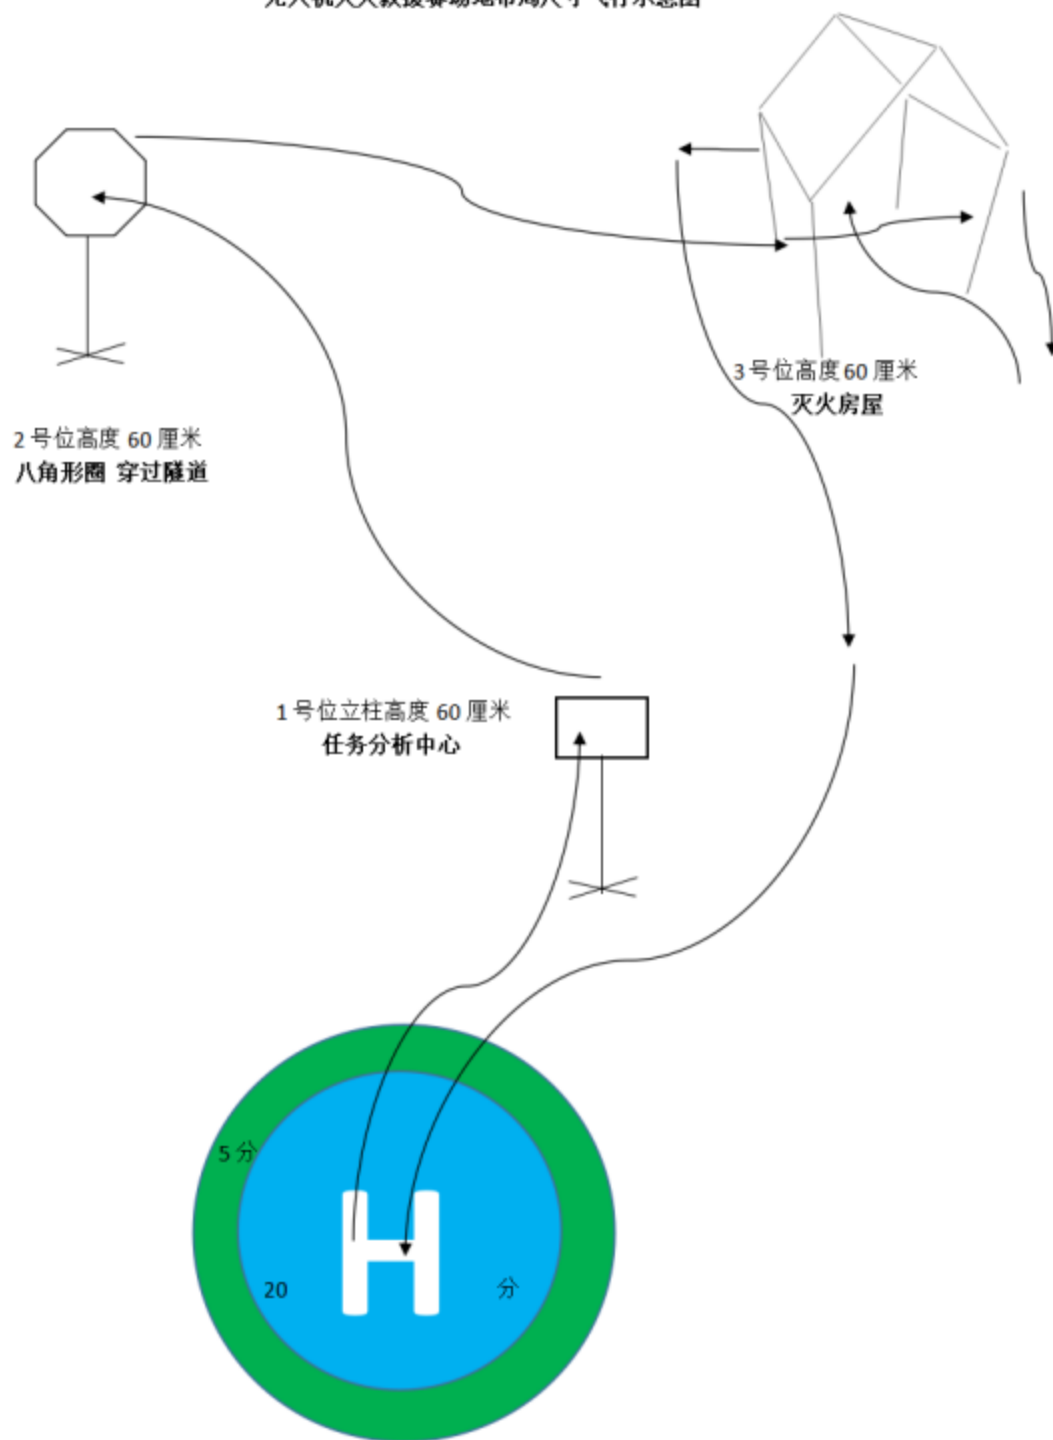 3 号位高度 60 厘米
灭火房屋
2 号位高度 60 厘米
八角形圈 穿过隧道
1 号位立柱高度 60 厘米
任务分析中心
5 分
H
20 分